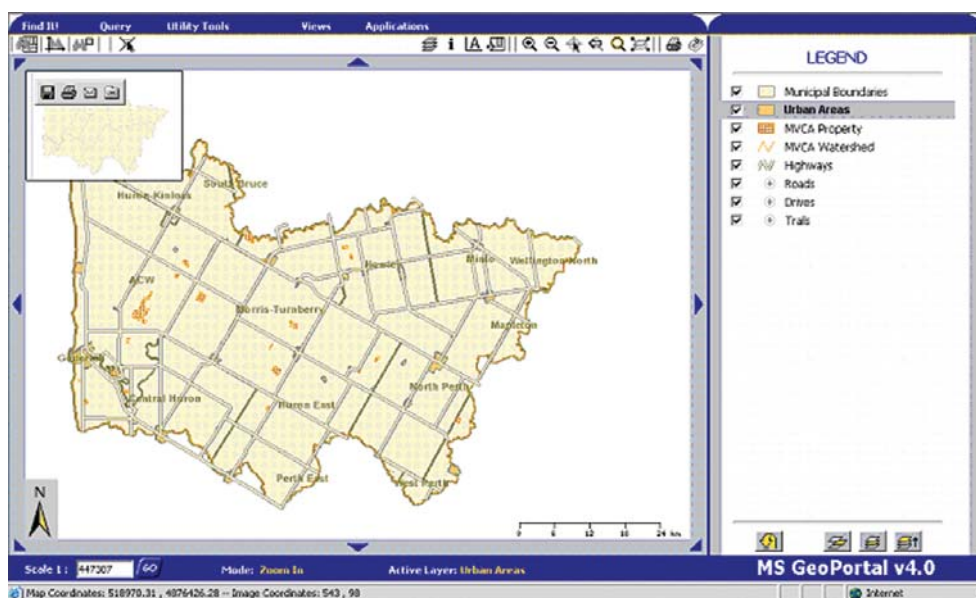 Find It! Query Utility Tools Views Applications
LEGEND
Municipal Boundaries
Urban Areas
MVCA Property
MVCA Watershed
Highways
Roads
Drives
Trails
South Bruce
Huron-Kinloss
Howick
Minto
Wellington North
ACW
Morris-Turnberry
Mapleton
Goderich
North Perth
Central Huron
Huron East
Perth East
West Perth
N
0 6 12 18 24 km
Scale 1: 447307 GO Mode: Zoom In Active Layer: Urban Areas
MS GeoPortal v4.0
Map Coordinates: 518970.31 , 4876426.28 -- Image Coordinates: 543 , 98
Internet